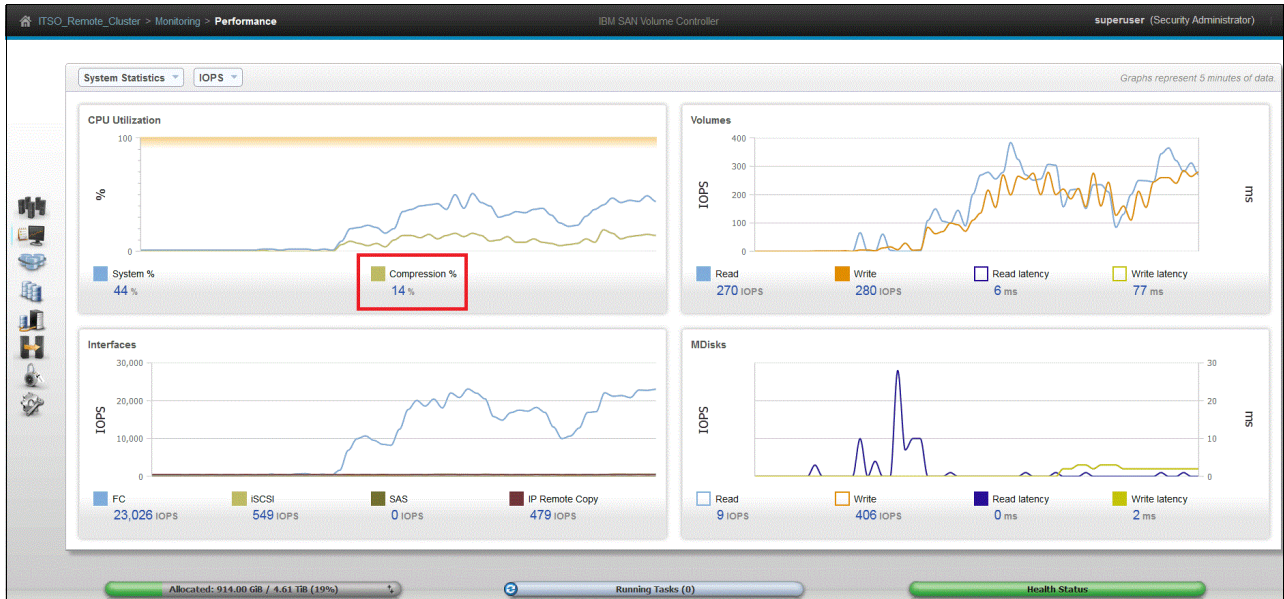 ITSO_Remote_Cluster > Monitoring > Performance
IBM SAN Volume Controller
superuser (Security Administrator)
System Statistics
IOPS
Graphs represent 5 minutes of data.
CPU Utilization
100
%
0
System %
44 %
Compression %
14 %
Volumes
400
300
200
100
0
IOPS
ms
Read
270 IOPS
Write
280 IOPS
Read latency
6 ms
Write latency
77 ms
Interfaces
30,000
20,000
10,000
0
IOPS
FC
23,026 IOPS
iSCSI
549 IOPS
SAS
0 IOPS
IP Remote Copy
479 IOPS
MDisks
IOPS
30
20
10
0
ms
Read
9 IOPS
Write
406 IOPS
Read latency
0 ms
Write latency
2 ms
Allocated: 914.00 GiB / 4.61 TiB (19%)
Running Tasks (0)
Health Status